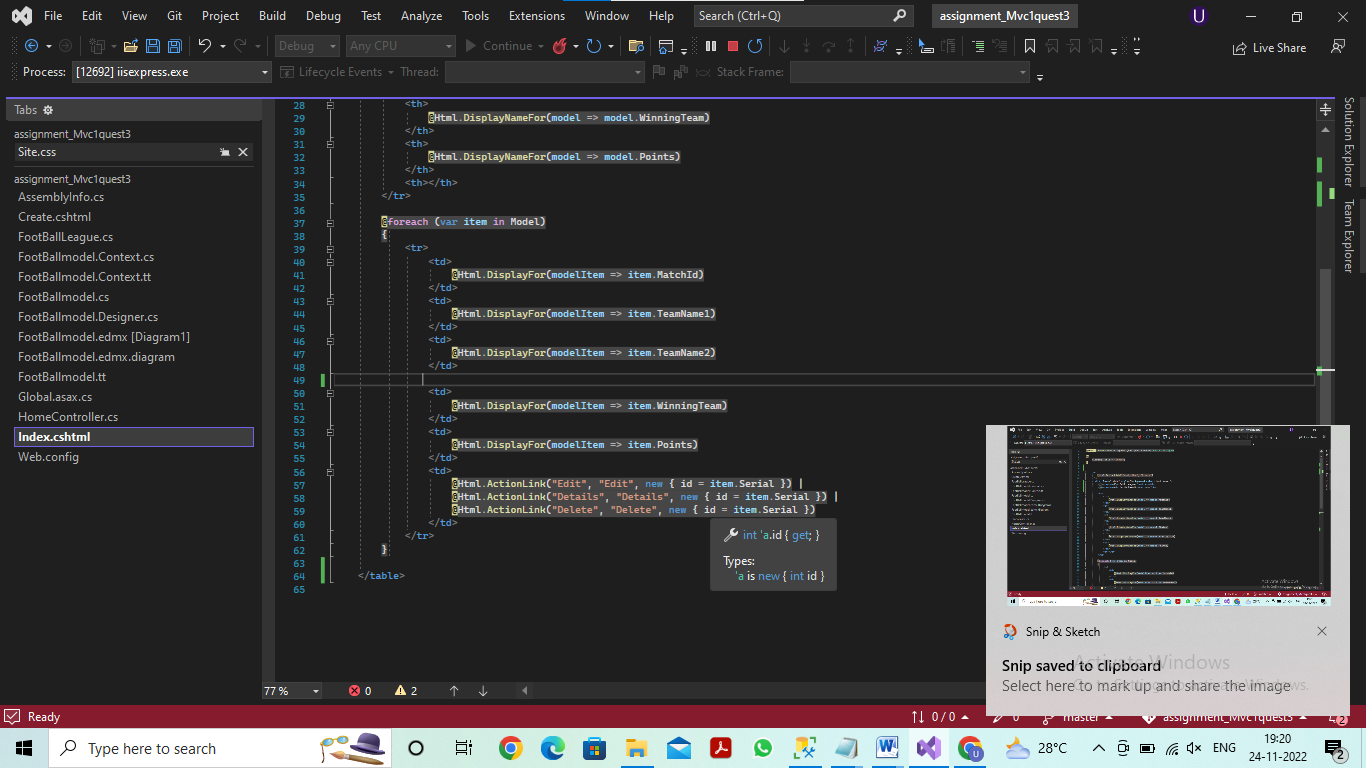 File Edit View Git Project Build Debug Test Analyze Tools Extensions Window Help Search (Ctrl+Q) assignment_Mvc1quest3 U
Debug Any CPU Continue Live Share
Process: [12692] iisexpress.exe Lifecycle Events Thread: Stack Frame:
Tabs
assignment_Mvc1quest3
Site.css
assignment_Mvc1quest3
AssemblyInfo.cs
Create.cshtml
FootBallLeague.cs
FootBallmodel.Context.cs
FootBallmodel.Context.tt
FootBallmodel.cs
FootBallmodel.Designer.cs
FootBallmodel.edmx [Diagram1]
FootBallmodel.edmx.diagram
FootBallmodel.tt
Global.asax.cs
HomeController.cs
Index.cshtml
Web.config
28 <th>
29 @Html.DisplayNameFor(model => model.WinningTeam)
30 </th>
31 <th>
32 @Html.DisplayNameFor(model => model.Points)
33 </th>
34 <th></th>
35 </tr>
36
37 @foreach (var item in Model)
38 {
39 <tr>
40 <td>
41 @Html.DisplayFor(modelItem => item.MatchId)
42 </td>
43 <td>
44 @Html.DisplayFor(modelItem => item.TeamName1)
45 </td>
46 <td>
47 @Html.DisplayFor(modelItem => item.TeamName2)
48 </td>
49
50 <td>
51 @Html.DisplayFor(modelItem => item.WinningTeam)
52 </td>
53 <td>
54 @Html.DisplayFor(modelItem => item.Points)
55 </td>
56 <td>
57 @Html.ActionLink("Edit", "Edit", new { id = item.Serial }) |
58 @Html.ActionLink("Details", "Details", new { id = item.Serial }) |
59 @Html.ActionLink("Delete", "Delete", new { id = item.Serial })
60 </td>
61 </tr>
62 }
63
64 </table>
65
int 'a.id { get; }
Types:
'a is new { int id }
Solution Explorer
Team Explorer
Snip & Sketch
Snip saved to clipboard
Select here to mark up and share the image
Activate Windows
Go to Settings to activate Windows.
77 % 0 2
Ready 0 / 0 0 master assignment_Mvc1quest3 2
Type here to search 28°C ENG 19:20
24-11-2022 2